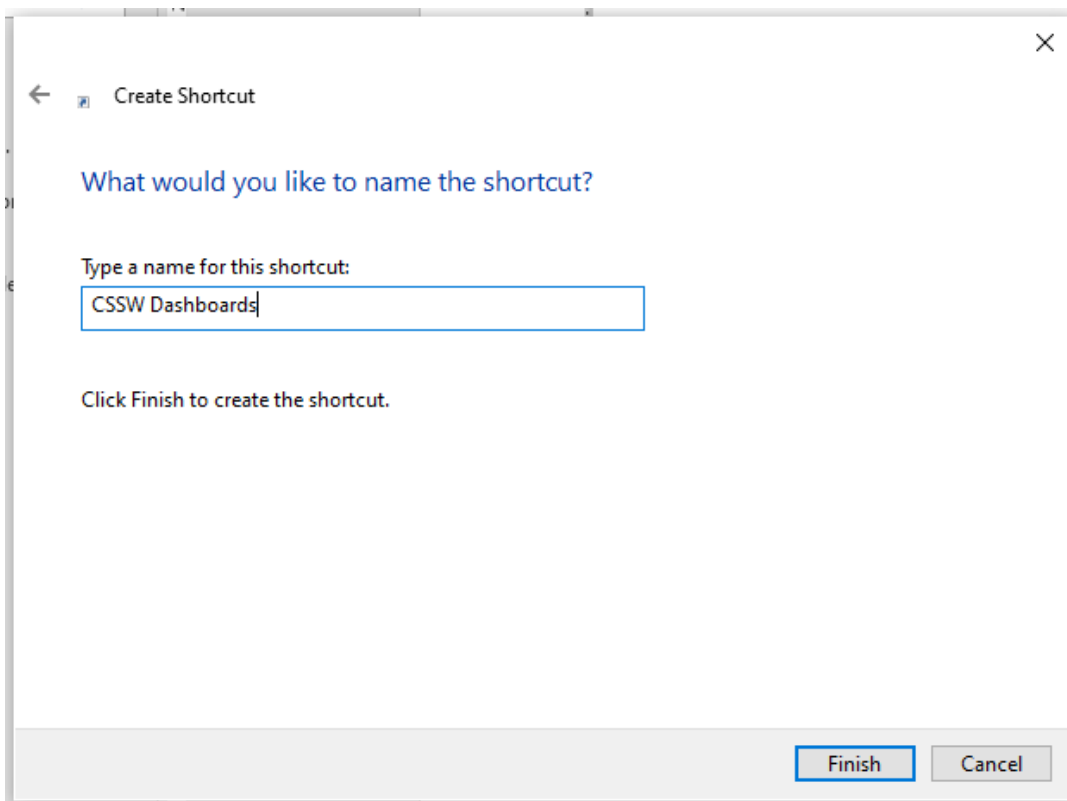 Create Shortcut
What would you like to name the shortcut?
Type a name for this shortcut:
CSSW Dashboards
Click Finish to create the shortcut.
Finish Cancel